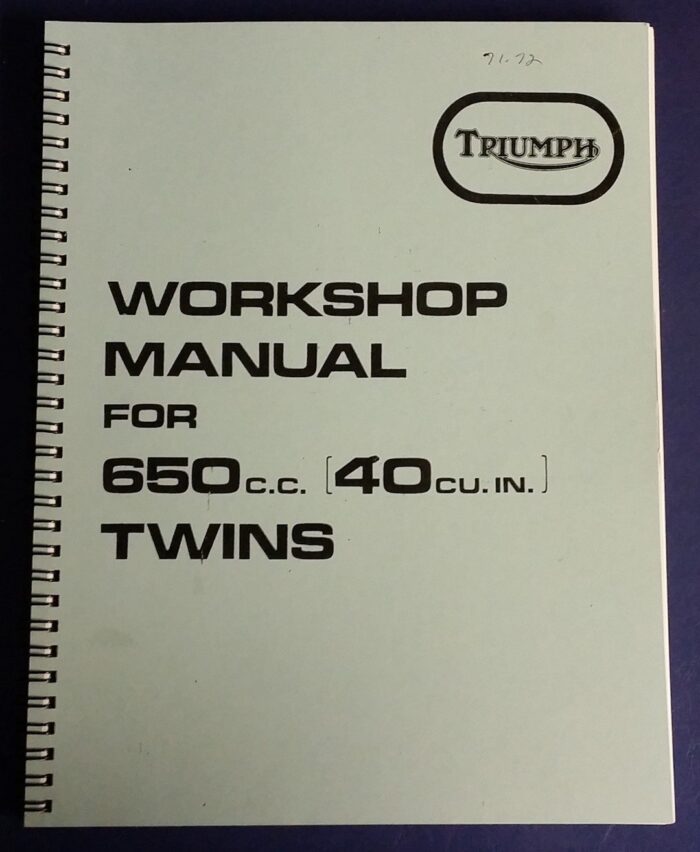 71-72
TRIUMPH
WORKSHOP
MANUAL
FOR
650 C.C. [40 CU. IN.]
TWINS